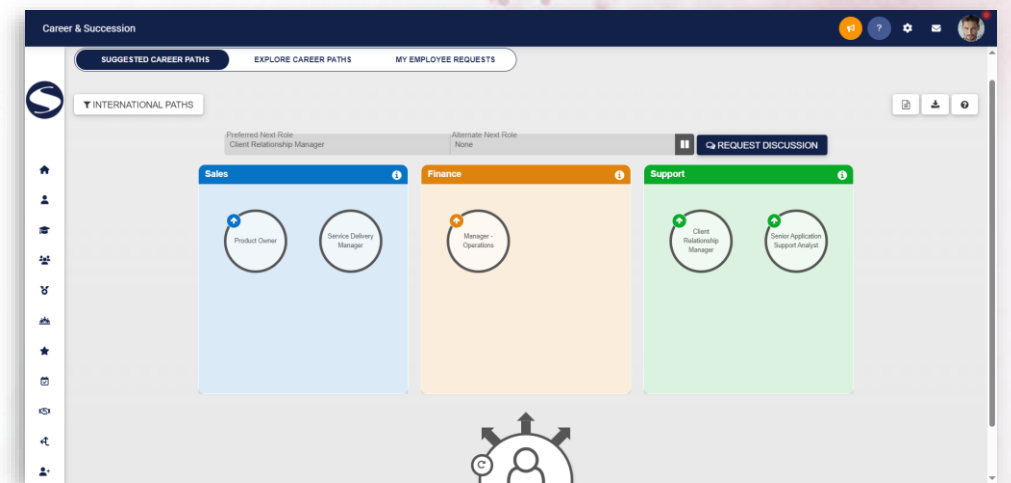 Career & Succession
SUGGESTED CAREER PATHS
EXPLORE CAREER PATHS
MY EMPLOYEE REQUESTS
INTERNATIONAL PATHS
Preferred Next Role
Client Relationship Manager
Alternate Next Role
None
REQUEST DISCUSSION
Sales
Product Owner
Service Delivery
Manager
Finance
Manager -
Operations
Support
Client
Relationship
Manager
Senior Application
Support Analyst